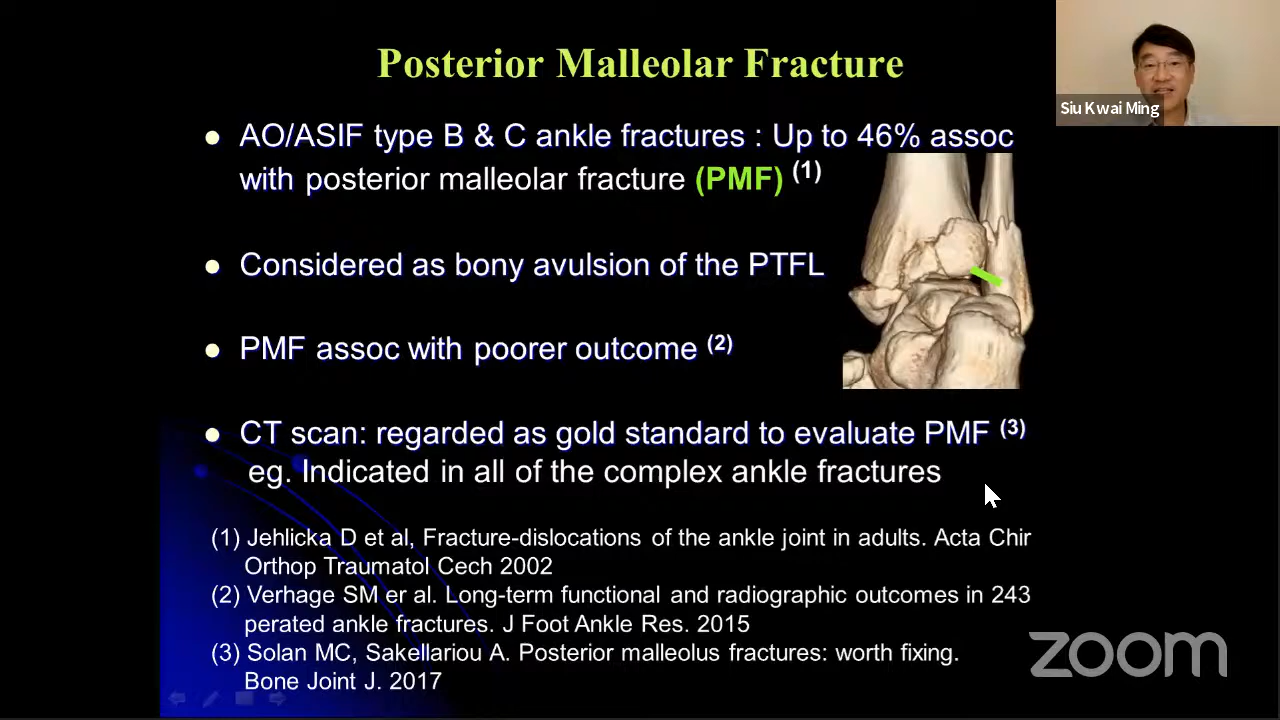 Posterior Malleolar Fracture
Siu Kwai Ming
● AO/ASIF type B & C ankle fractures : Up to 46% assoc
with posterior malleolar fracture (PMF) (1)
● Considered as bony avulsion of the PTFL
● PMF assoc with poorer outcome (2)
● CT scan: regarded as gold standard to evaluate PMF (3)
eg. Indicated in all of the complex ankle fractures
(1) Jehlicka D et al, Fracture-dislocations of the ankle joint in adults. Acta Chir
Orthop Traumatol Cech 2002
(2) Verhage SM er al. Long-term functional and radiographic outcomes in 243
perated ankle fractures. J Foot Ankle Res. 2015
(3) Solan MC, Sakellariou A. Posterior malleolus fractures: worth fixing.
Bone Joint J. 2017
zoom